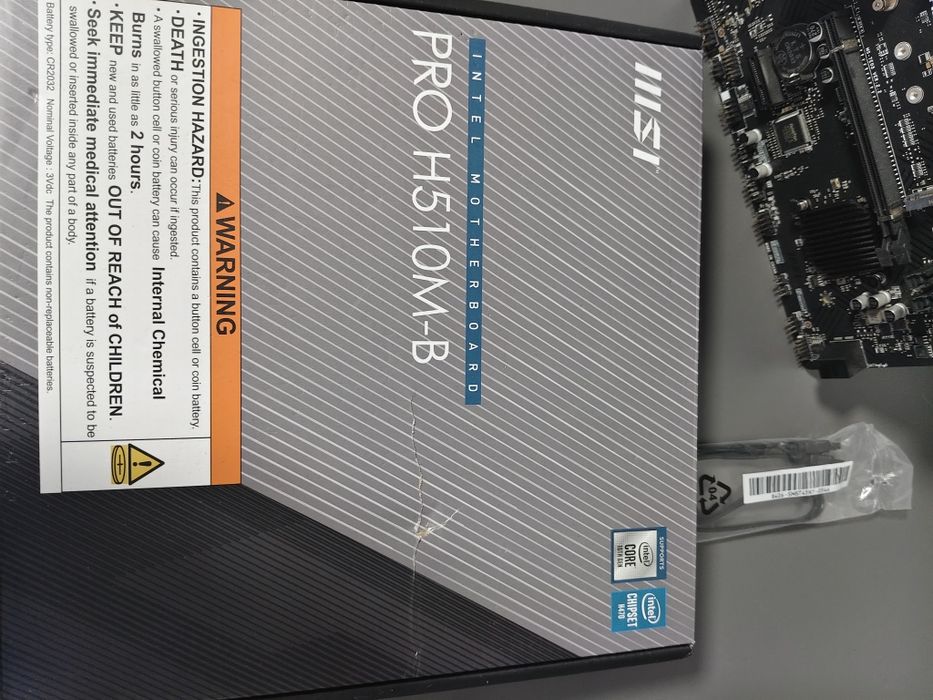 msi
INTEL MOTHERBOARD
PRO H510M-B
SUPPORTS
intel
CORE
10TH GEN
intel
CHIPSET
H470
WARNING
• INGESTION HAZARD: This product contains a button cell or coin battery.
• DEATH or serious injury can occur if ingested.
• A swallowed button cell or coin battery can cause Internal Chemical
Burns in as little as 2 hours.
• KEEP new and used batteries OUT OF REACH of CHILDREN.
• Seek immediate medical attention if a battery is suspected to be
swallowed or inserted inside any part of a body.
Battery type: CR2032 Nominal Voltage : 3Vdc The product contains non-replaceable batteries.
04